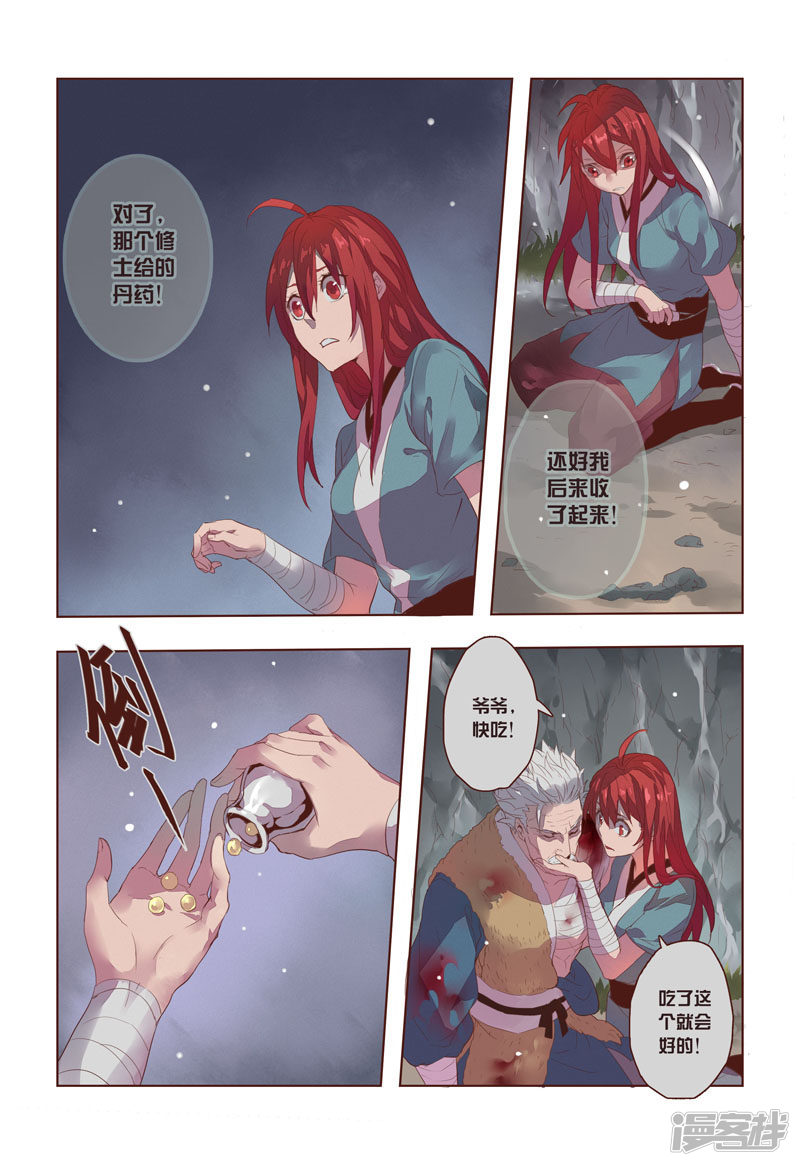 对了，
那个修
士给的
丹药！
还好我
后来收
了起来！
倒
爷爷，
快吃！
吃了这
个就会
好的！
漫客栈